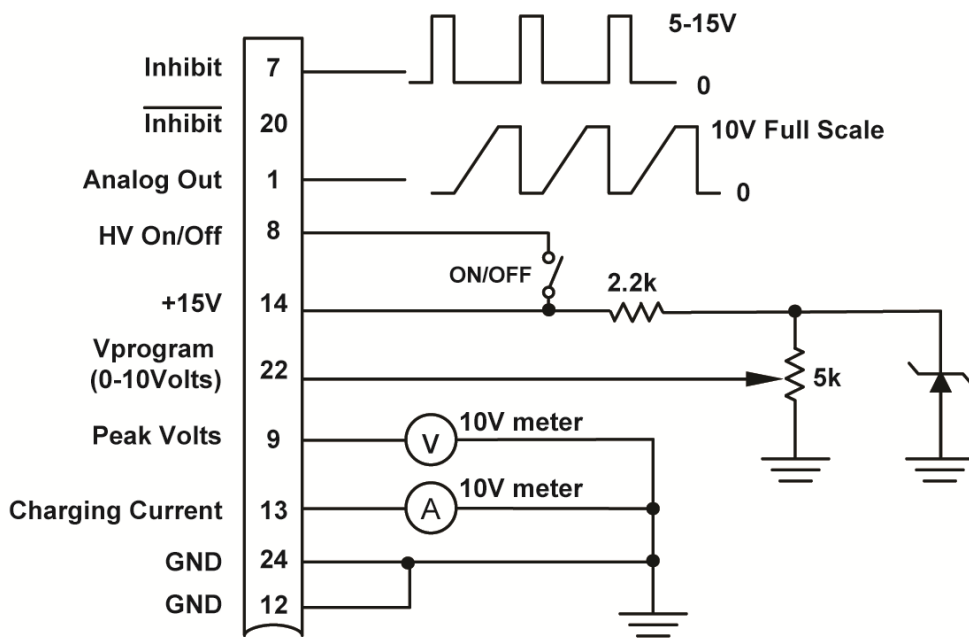 5-15V
Inhibit 7
0
Inhibit 20
10V Full Scale
Analog Out 1
0
HV On/Off 8
ON/OFF
2.2k
+15V 14
Vprogram
(0-10Volts) 22
5k
10V meter
Peak Volts 9 V
10V meter
Charging Current 13 A
GND 24
GND 12